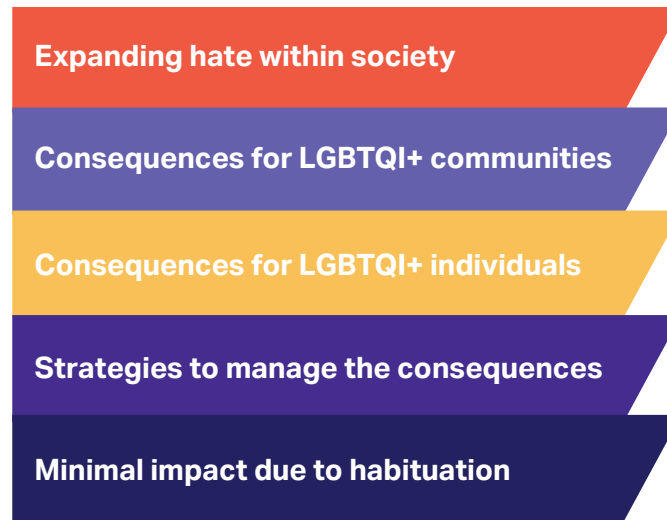 Expanding hate within society
Consequences for LGBTQI+ communities
Consequences for LGBTQI+ individuals
Strategies to manage the consequences
Minimal impact due to habituation